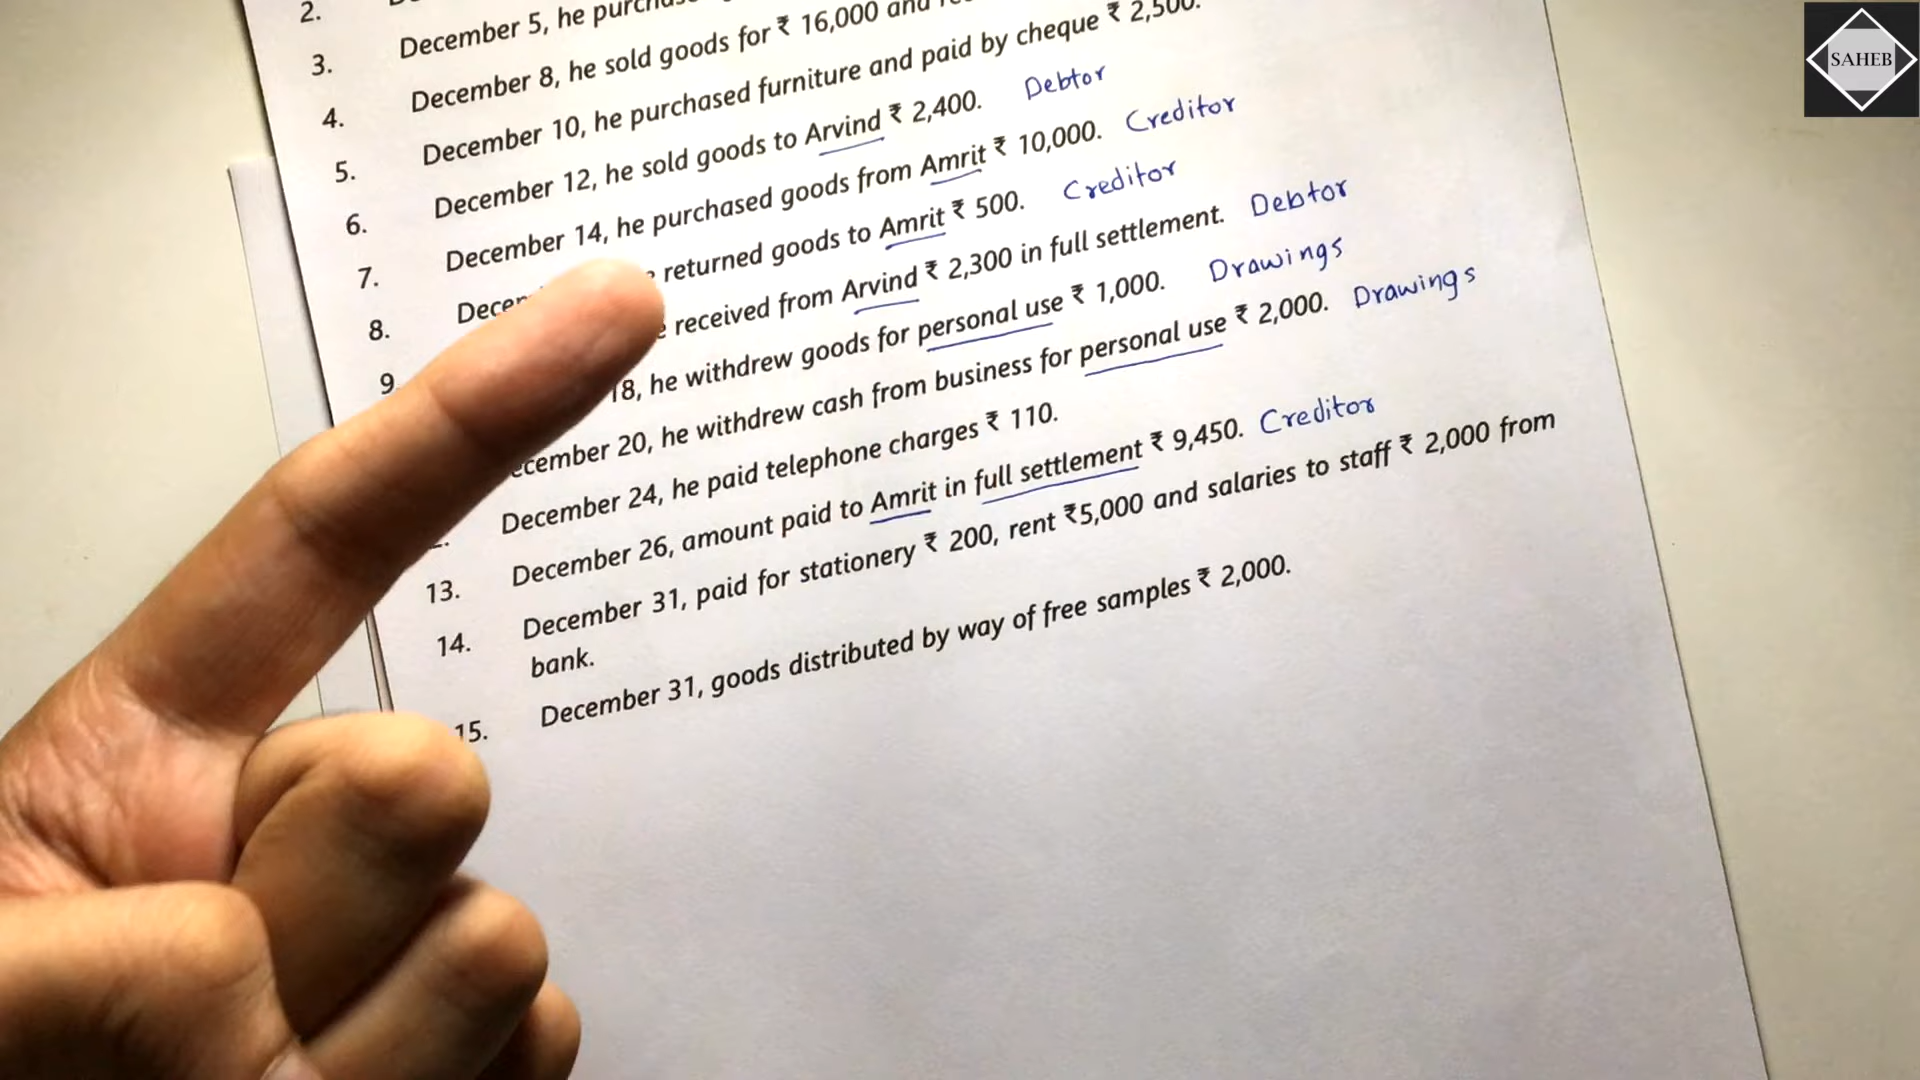 SAHEB
2.
3. December 5, he
4. December 8, he sold goods for ₹ 16,000 and
5. December 10, he purchased furniture and paid by cheque ₹ 2,500.
6. December 12, he sold goods to Arvind ₹ 2,400. Debtor
7. December 14, he purchased goods from Amrit ₹ 10,000. Creditor
8. returned goods to Amrit ₹ 500. Creditor
9 received from Arvind ₹ 2,300 in full settlement. Debtor
18, he withdrew goods for personal use ₹ 1,000. Drawings
cember 20, he withdrew cash from business for personal use ₹ 2,000. Drawings
December 24, he paid telephone charges ₹ 110.
13. December 26, amount paid to Amrit in full settlement ₹ 9,450. Creditor
14. December 31, paid for stationery ₹ 200, rent ₹5,000 and salaries to staff ₹ 2,000 from
bank.
15. December 31, goods distributed by way of free samples ₹ 2,000.